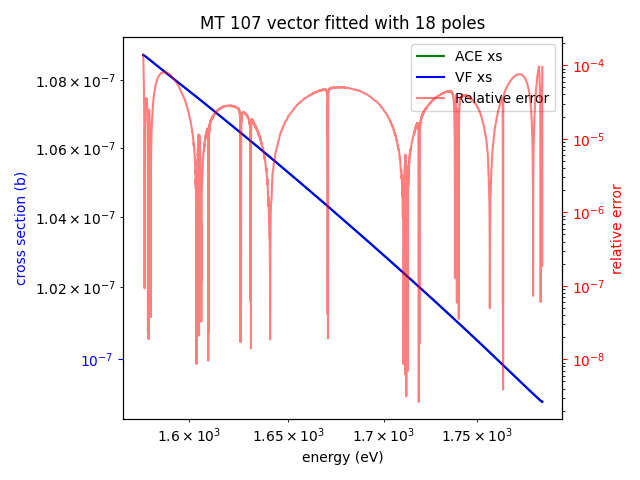 MT 107 vector fitted with 18 poles
ACE xs
VF xs
Relative error
cross section (b)
1.08 × 10⁻⁷
1.06 × 10⁻⁷
1.04 × 10⁻⁷
1.02 × 10⁻⁷
10⁻⁷
10⁻⁴
10⁻⁵
10⁻⁶
10⁻⁷
10⁻⁸
relative error
1.6 × 10³ 1.65 × 10³ 1.7 × 10³ 1.75 × 10³
energy (eV)